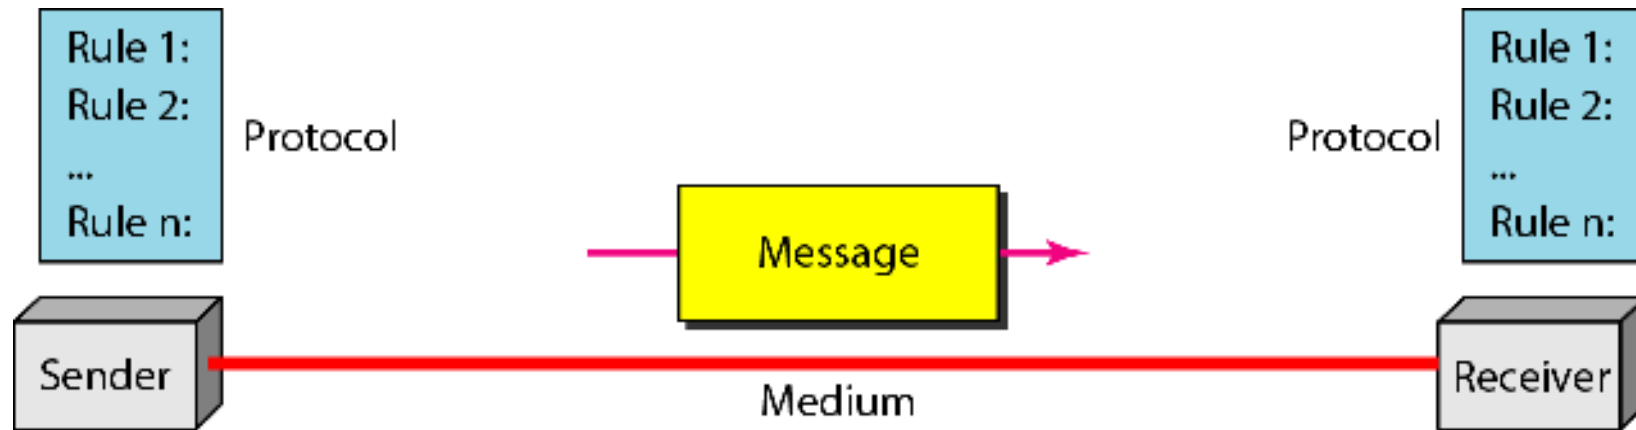 Rule 1:
Rule 2:
...
Rule n:
Protocol
Message
Protocol
Rule 1:
Rule 2:
...
Rule n:
Sender
Medium
Receiver